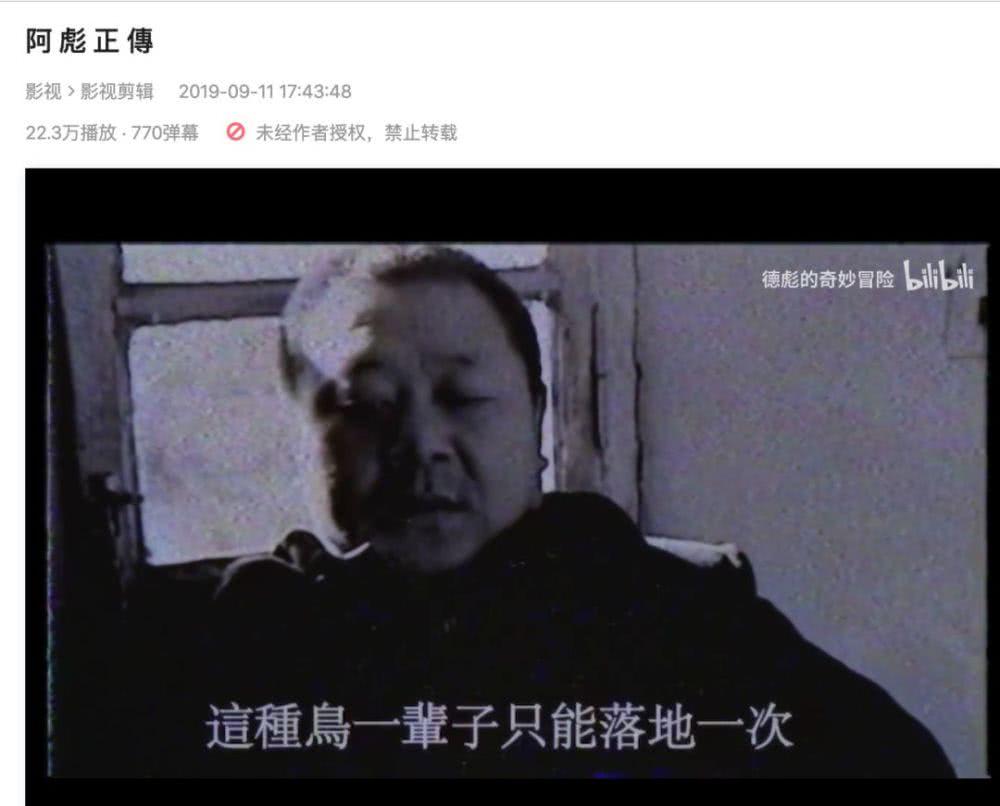 阿彪正傳
影视 > 影视剪辑 2019-09-11 17:43:48
22.3万播放 · 770弹幕 未经作者授权，禁止转载
德彪的奇妙冒险 bilibili
這種鳥一輩子只能落地一次